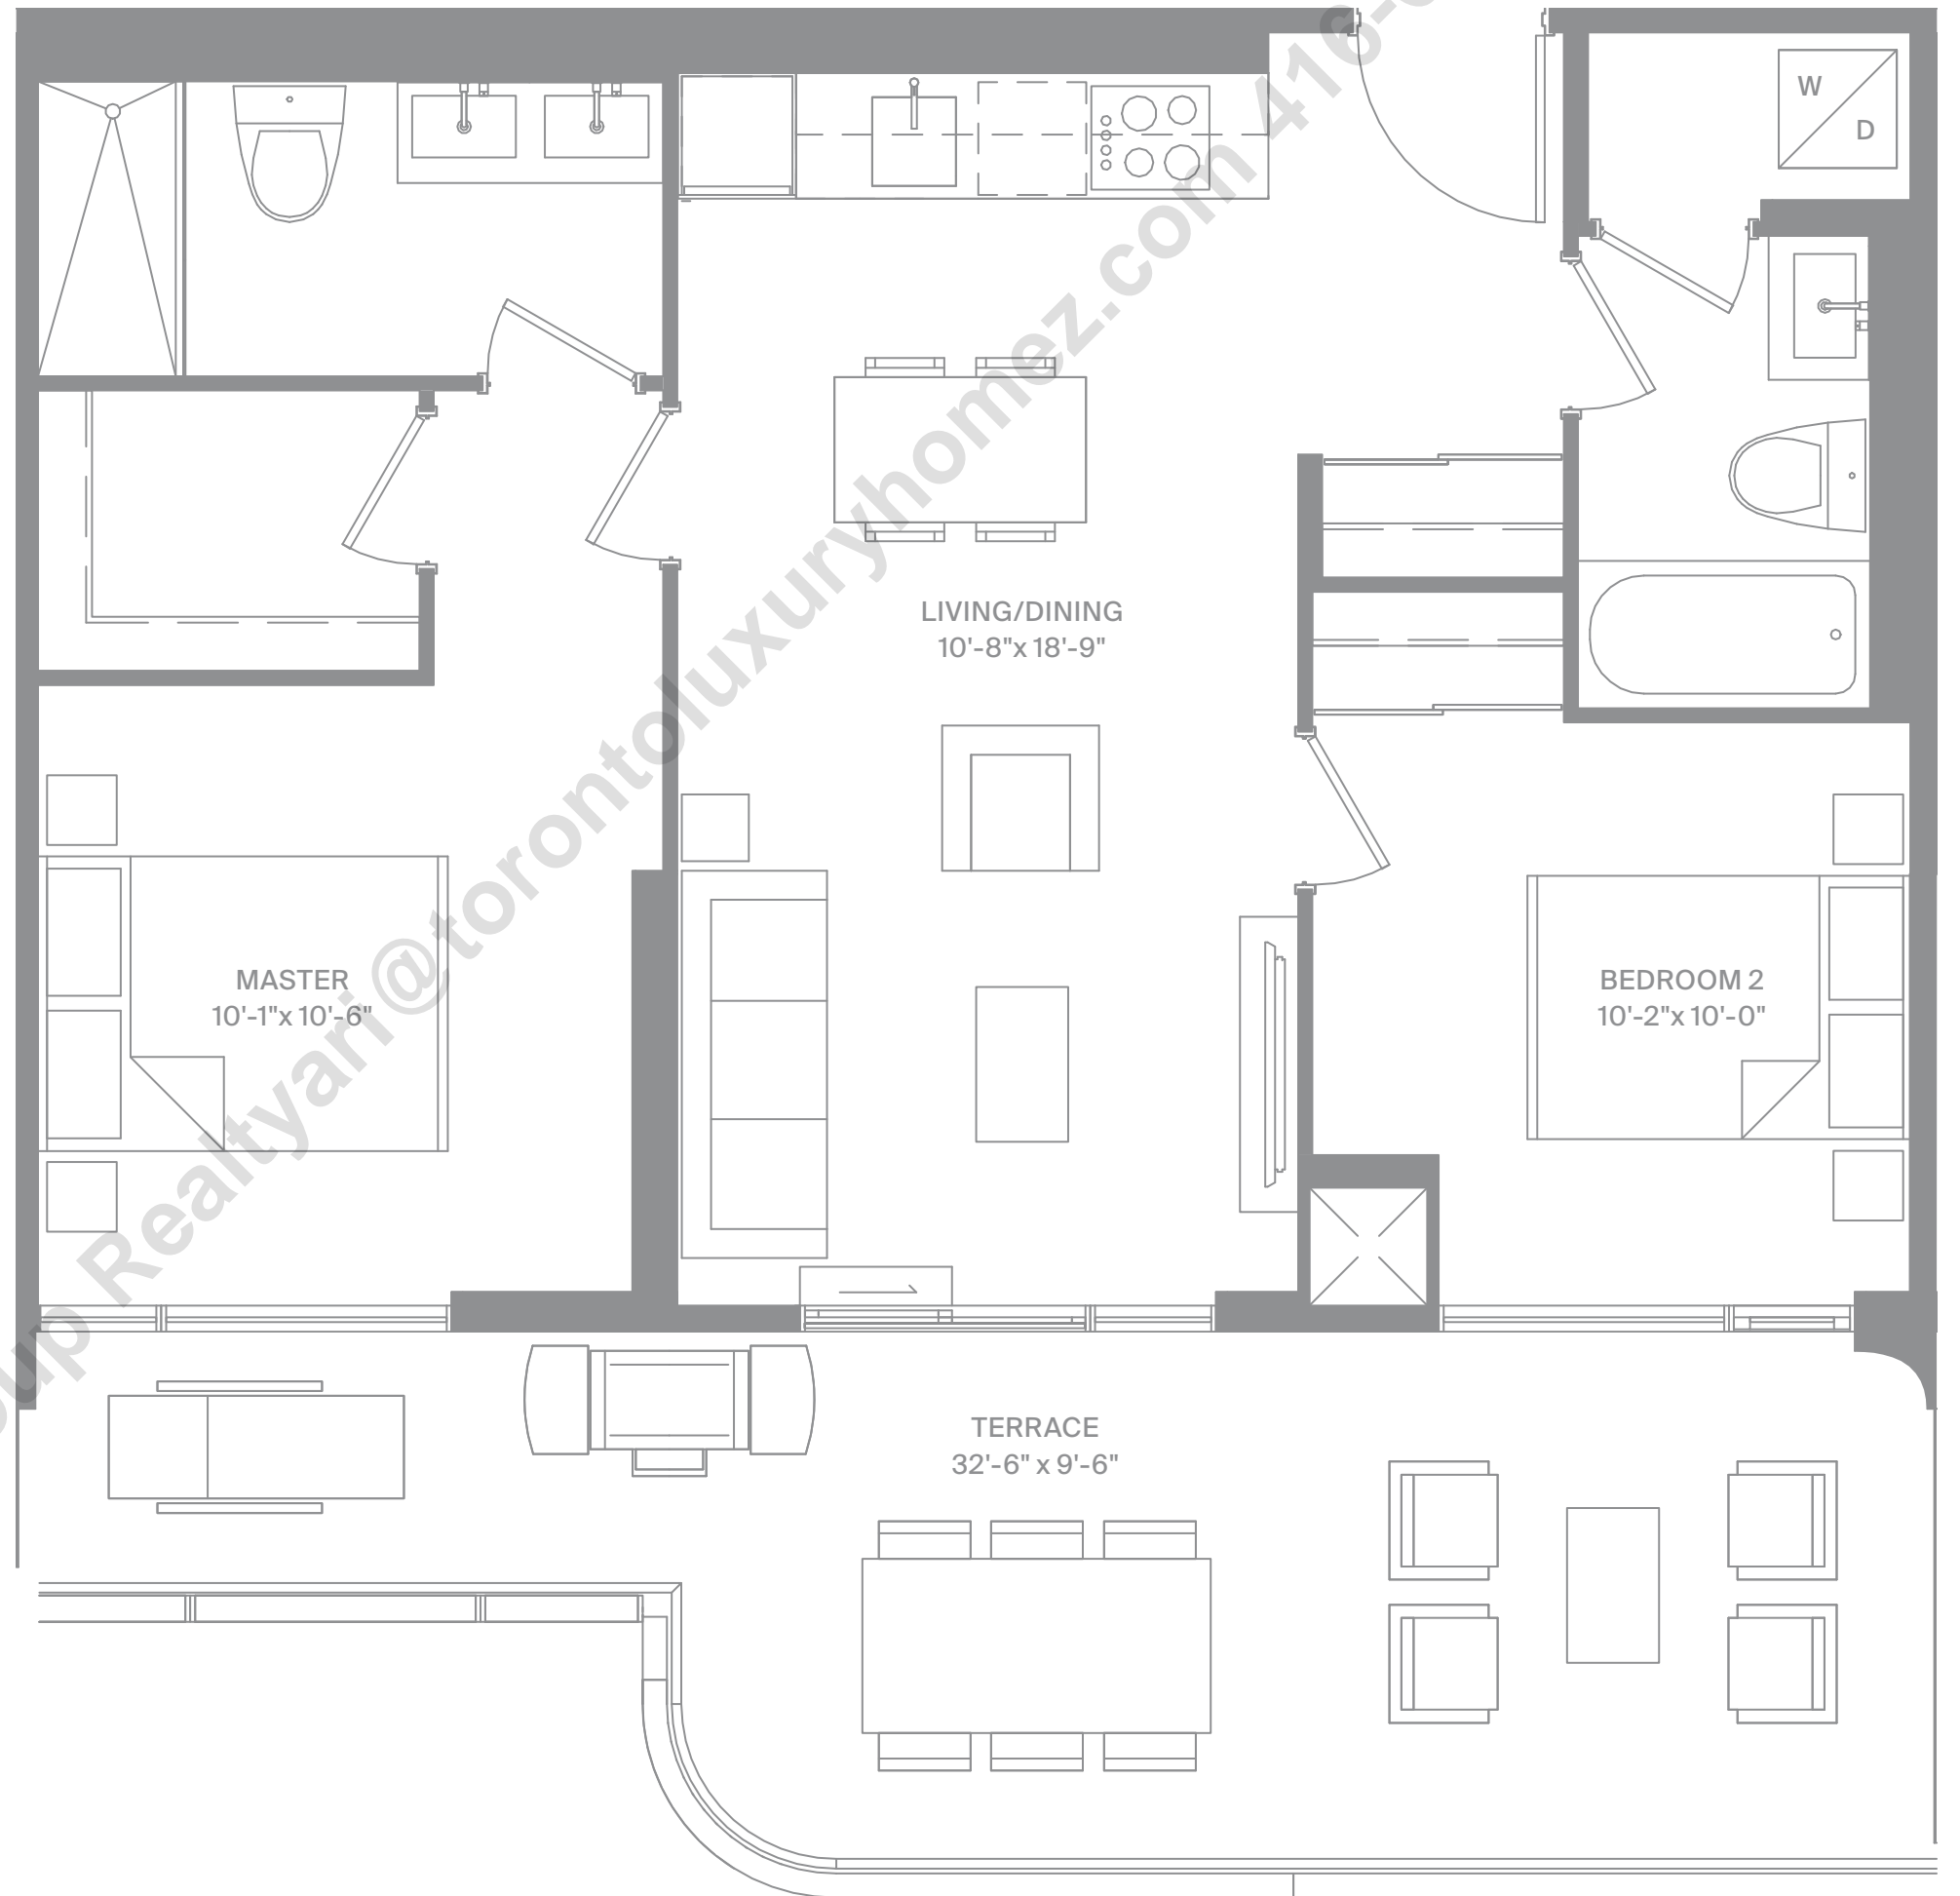 W
D
LIVING/DINING
10'-8"x 18'-9"
MASTER
10'-1"x 10'-6"
BEDROOM 2
10'-2"x 10'-0"
TERRACE
32'-6" x 9'-6"
Realtyari@torontoluxuryhomez.com